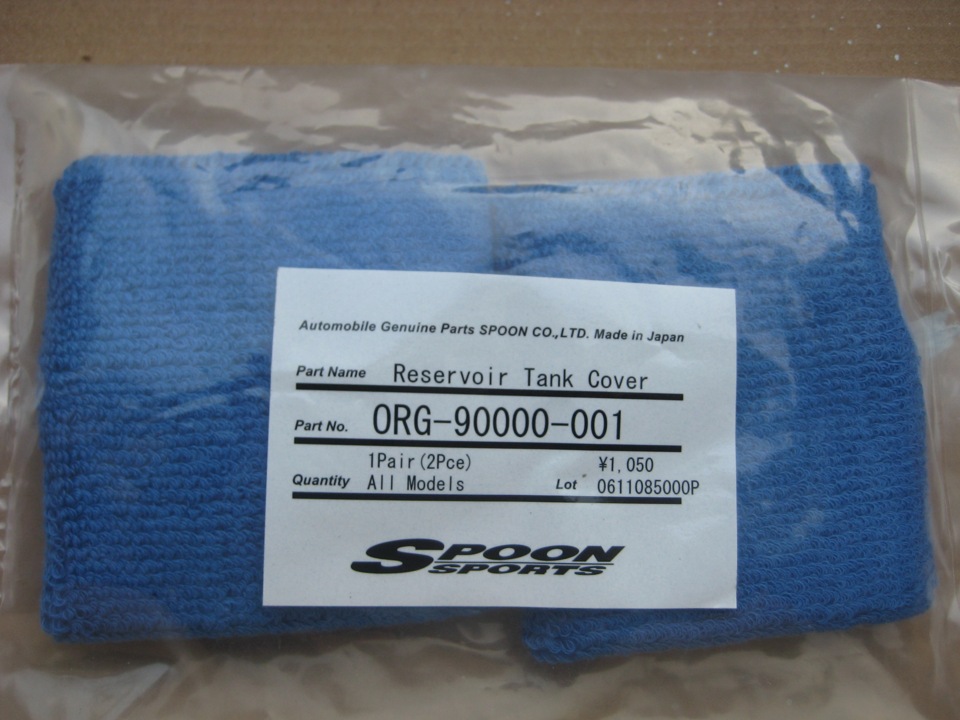 Automobile Genuine Parts SPOON CO.,LTD. Made in Japan
Part Name Reservoir Tank Cover
Part No. ORG-90000-001
1Pair(2Pce) ¥1,050
Quantity All Models Lot 0611085000P
SPOON
SPORTS